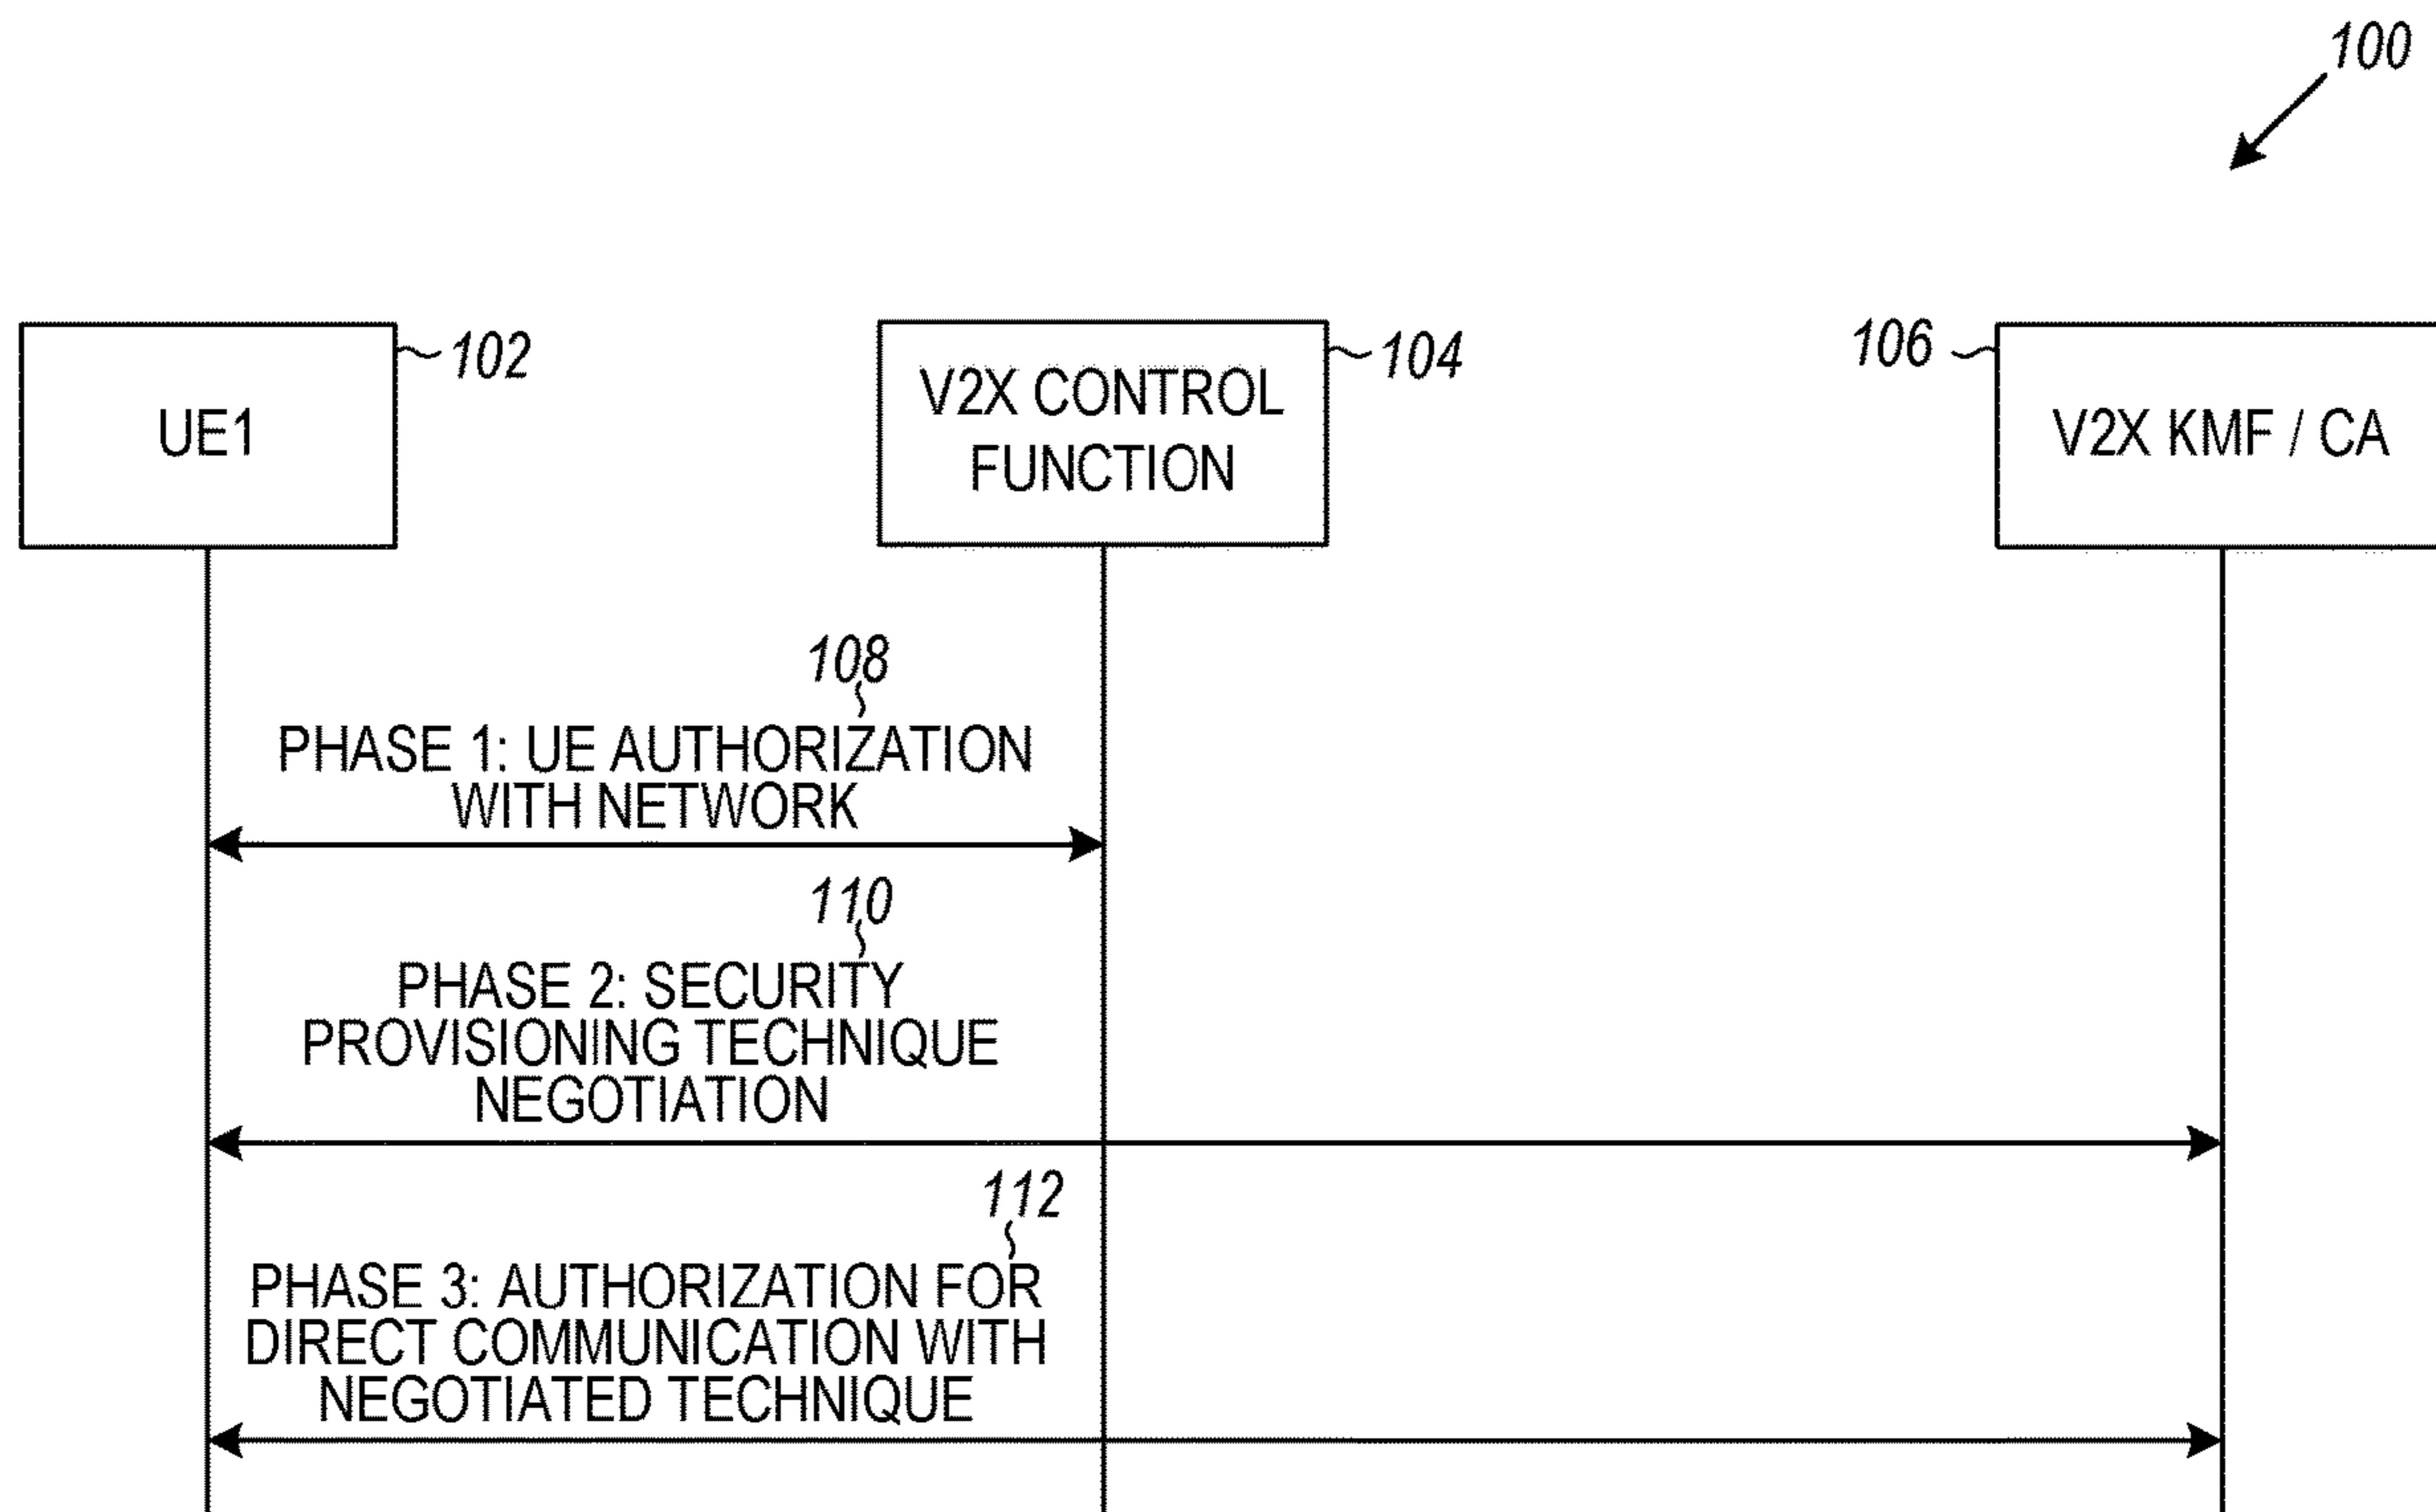 100
UE1
102
V2X CONTROL
FUNCTION
104
106
V2X KMF / CA
108
PHASE 1: UE AUTHORIZATION
WITH NETWORK
110
PHASE 2: SECURITY
PROVISIONING TECHNIQUE
NEGOTIATION
112
PHASE 3: AUTHORIZATION FOR
DIRECT COMMUNICATION WITH
NEGOTIATED TECHNIQUE